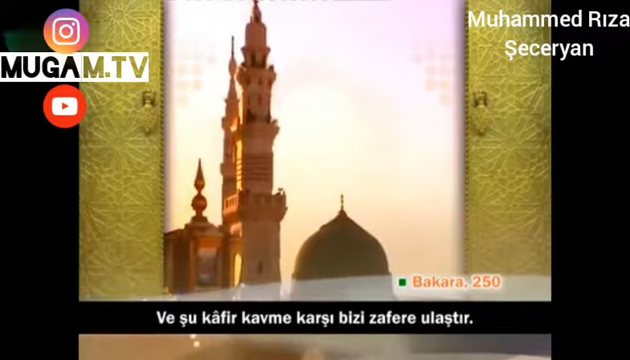 Muhammed Rıza
Şeceryan
MUGAM.TV
Bakara, 250
Ve şu kâfir kavme karşı bizi zafere ulaştır.